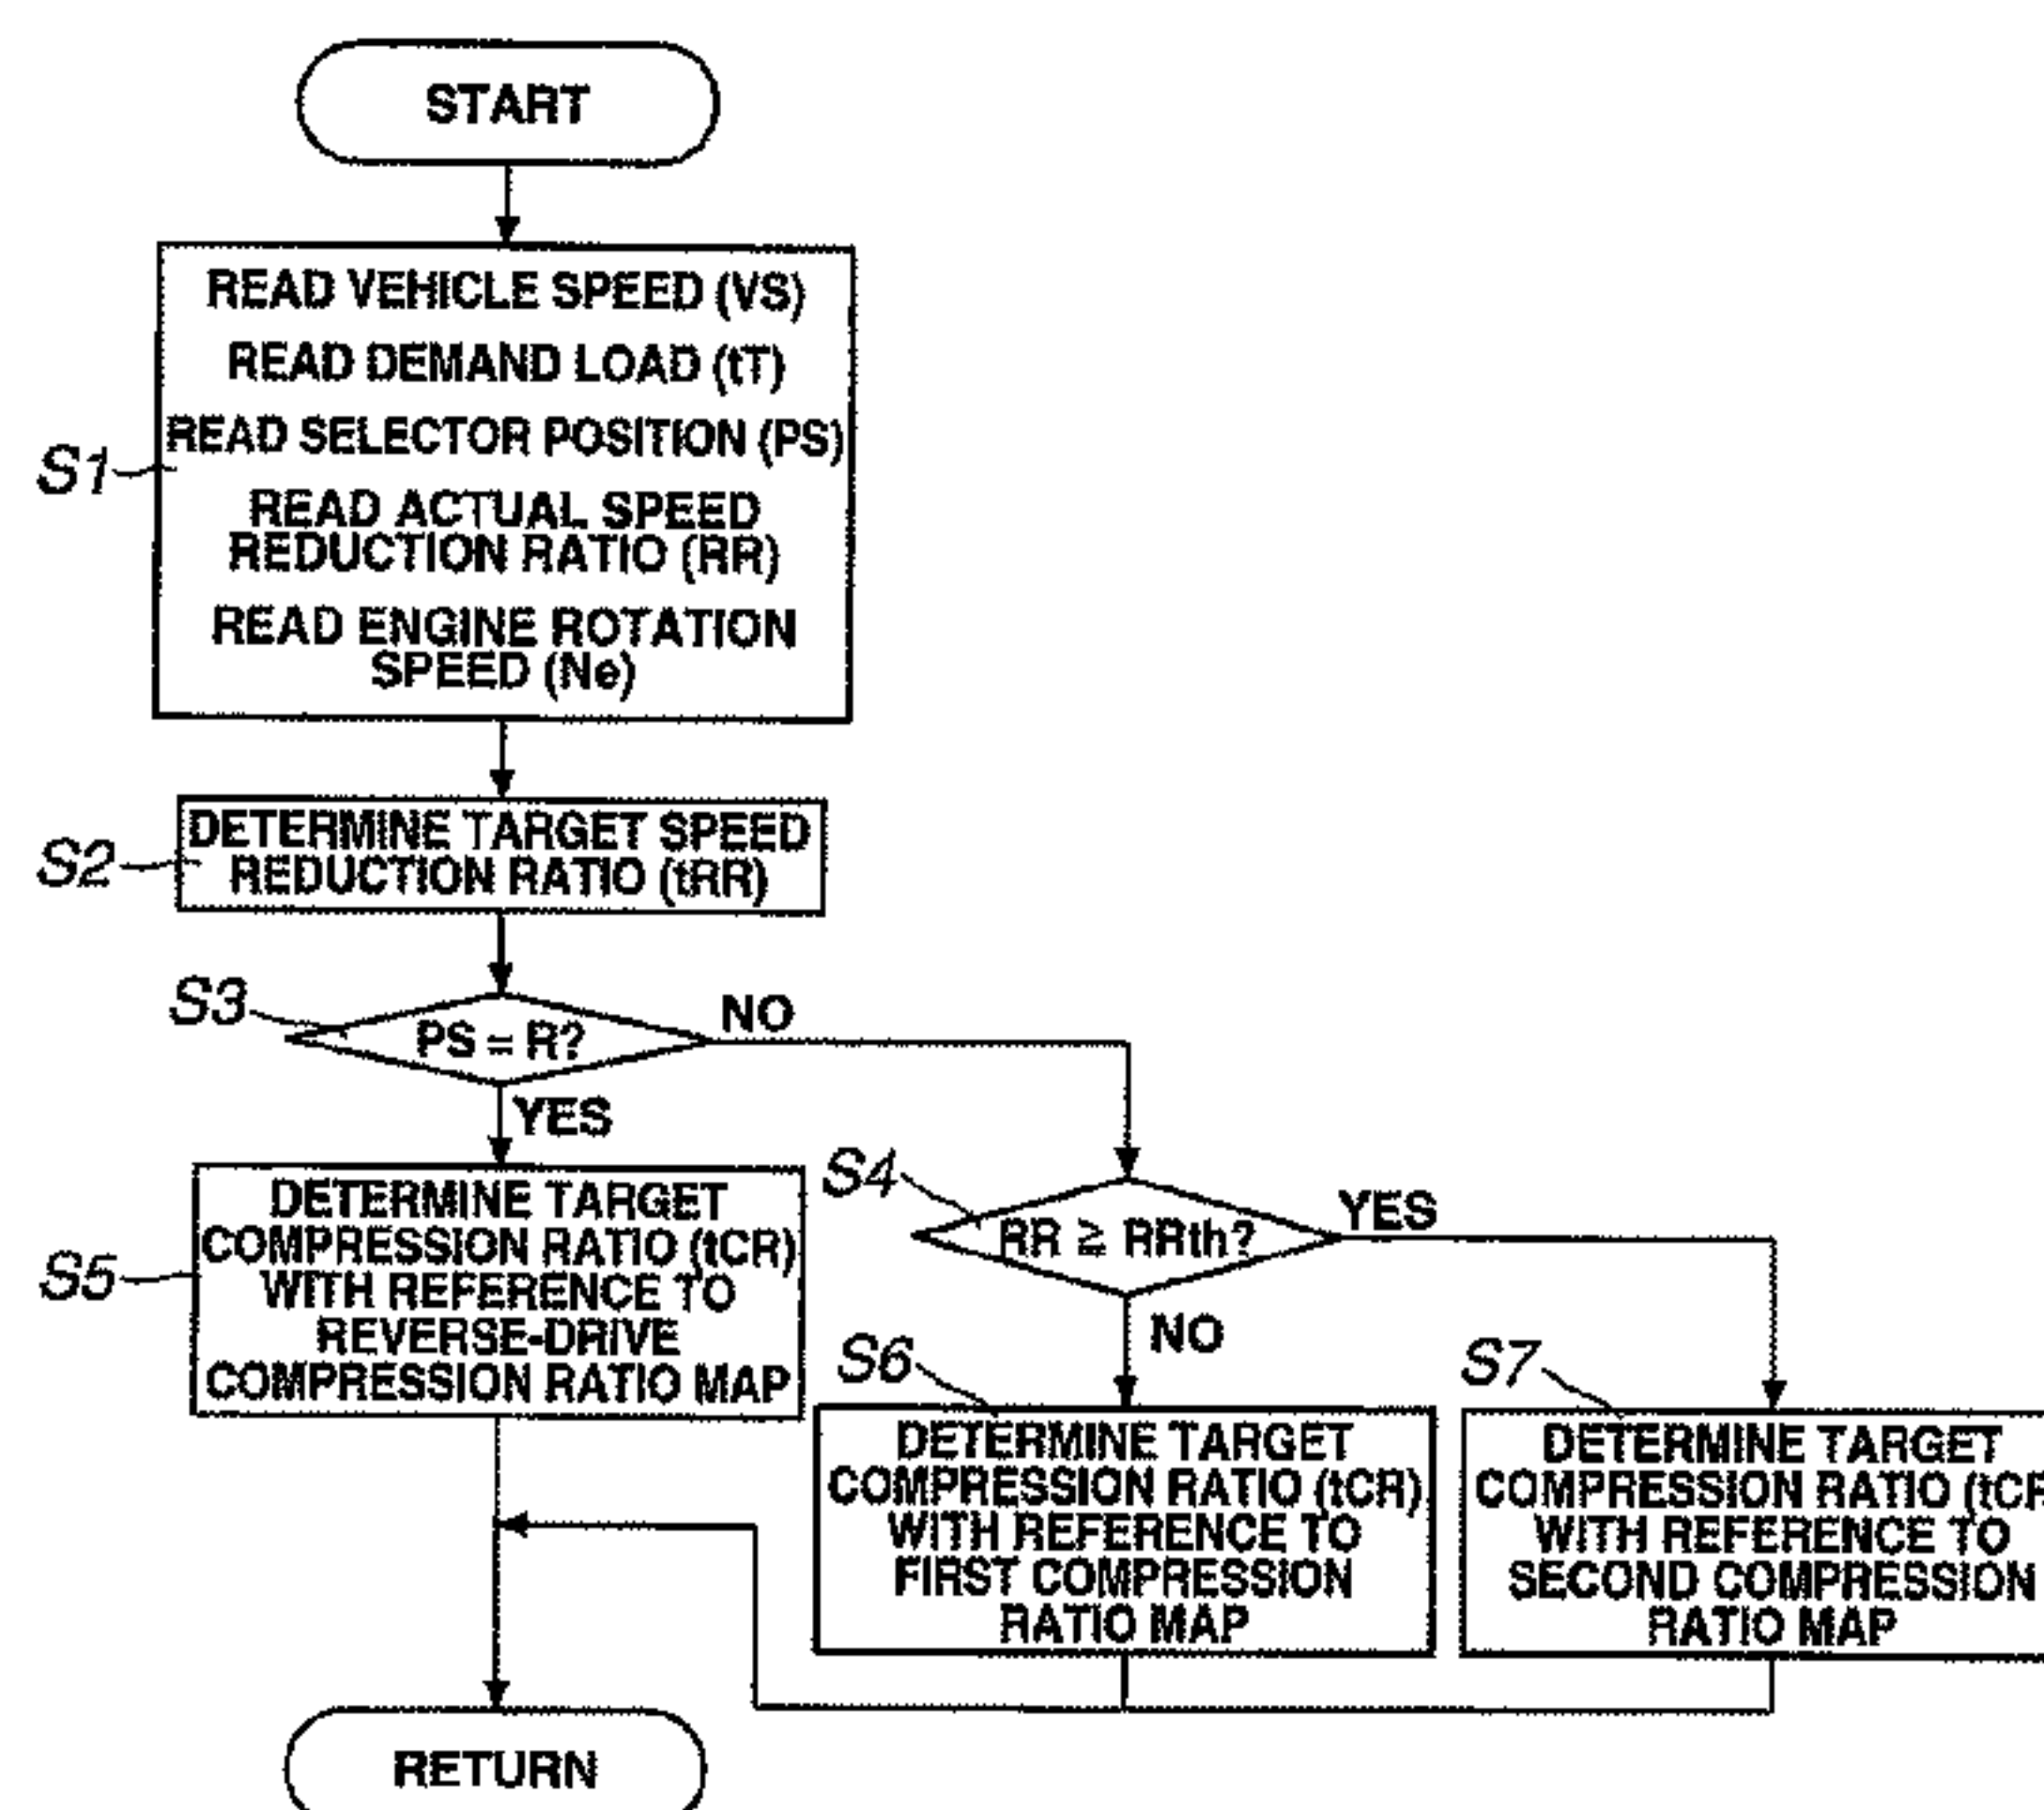 START
READ VEHICLE SPEED (VS)
READ DEMAND LOAD (tT)
READ SELECTOR POSITION (PS)
READ ACTUAL SPEED
REDUCTION RATIO (RR)
READ ENGINE ROTATION
SPEED (Ne)
S1
DETERMINE TARGET SPEED
REDUCTION RATIO (tRR)
S2
S3
PS = R?
NO
YES
S4
RR ≧ RRth?
YES
NO
S5
DETERMINE TARGET
COMPRESSION RATIO (tCR)
WITH REFERENCE TO
REVERSE-DRIVE
COMPRESSION RATIO MAP
S6
DETERMINE TARGET
COMPRESSION RATIO (tCR)
WITH REFERENCE TO
FIRST COMPRESSION
RATIO MAP
S7
DETERMINE TARGET
COMPRESSION RATIO (tCR
WITH REFERENCE TO
SECOND COMPRESSION
RATIO MAP
RETURN